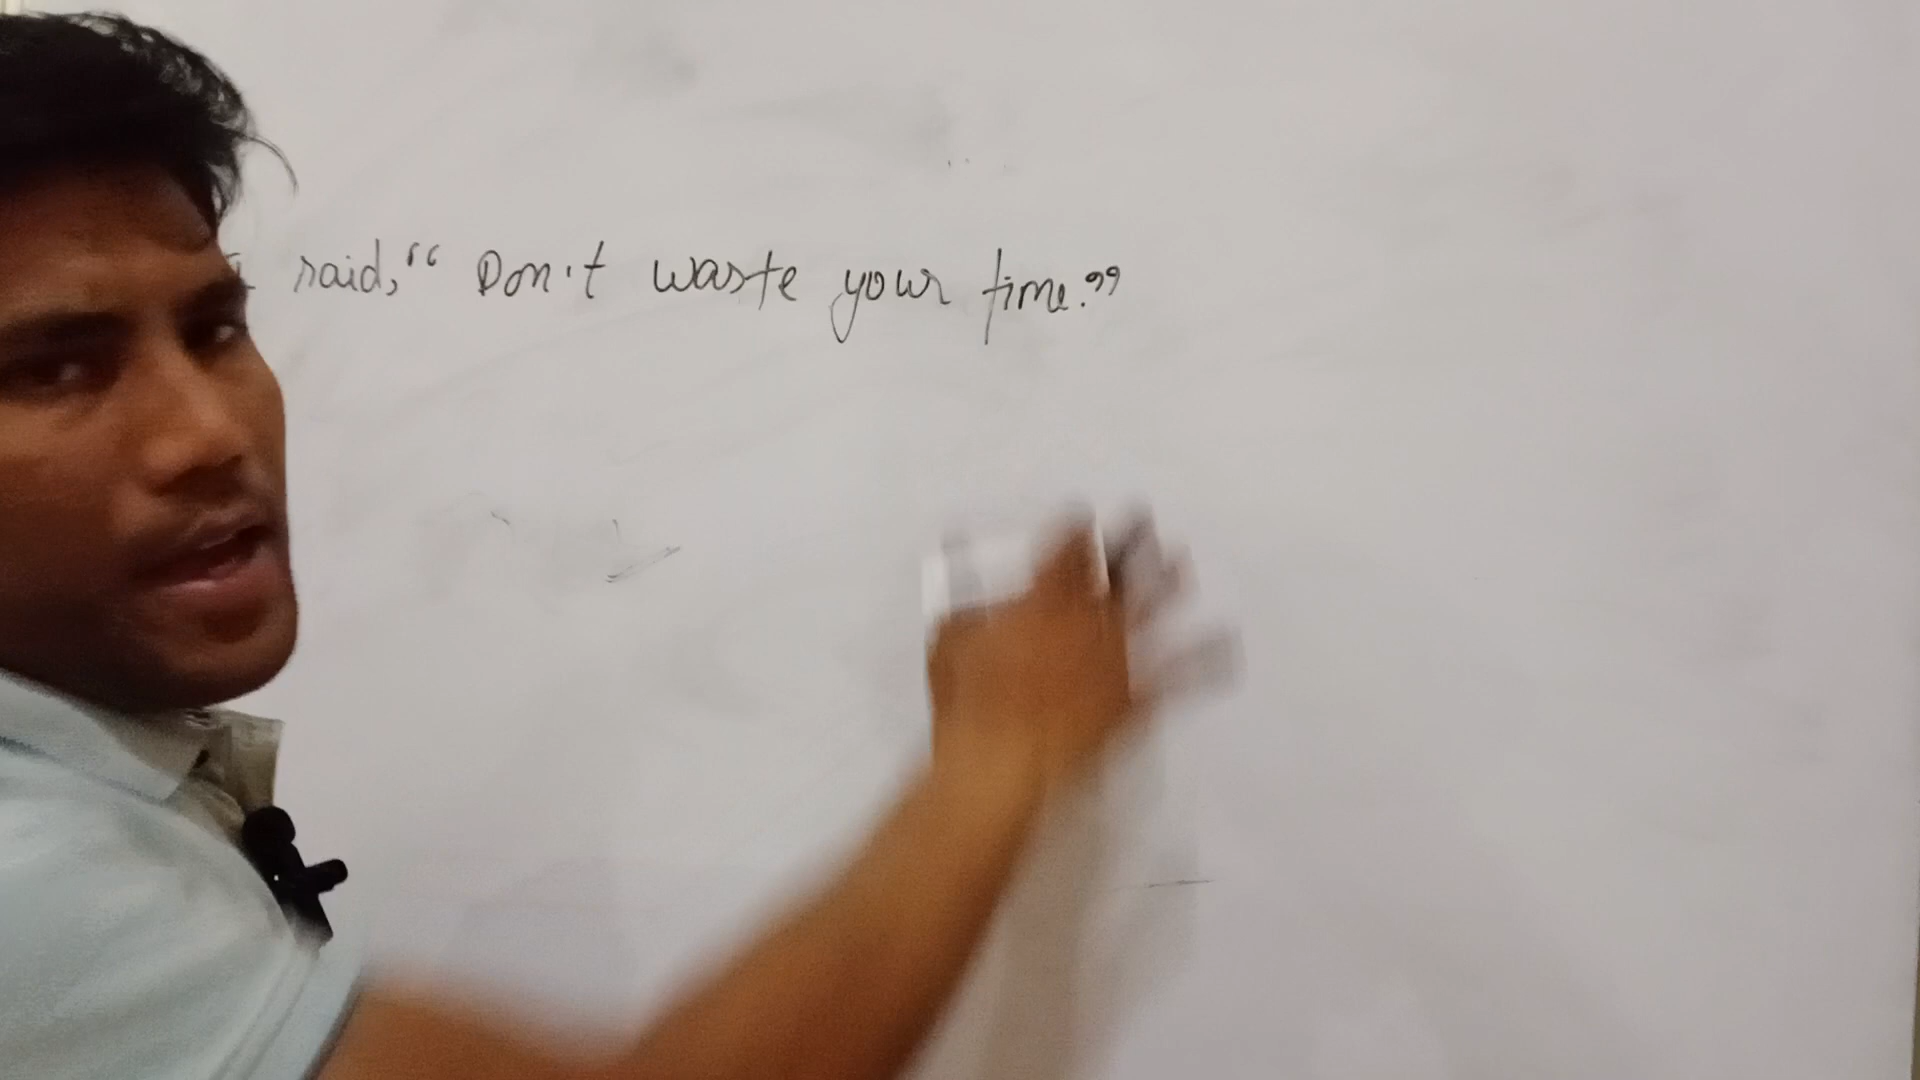 said, “ Don't waste your time.”